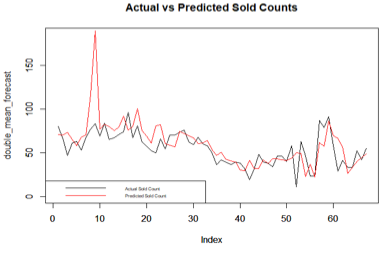 Actual vs Predicted Sold Counts
double_mean_forecast
150
100
50
0
Actual Sold Count
Predicted Sold Count
0 10 20 30 40 50 60
Index